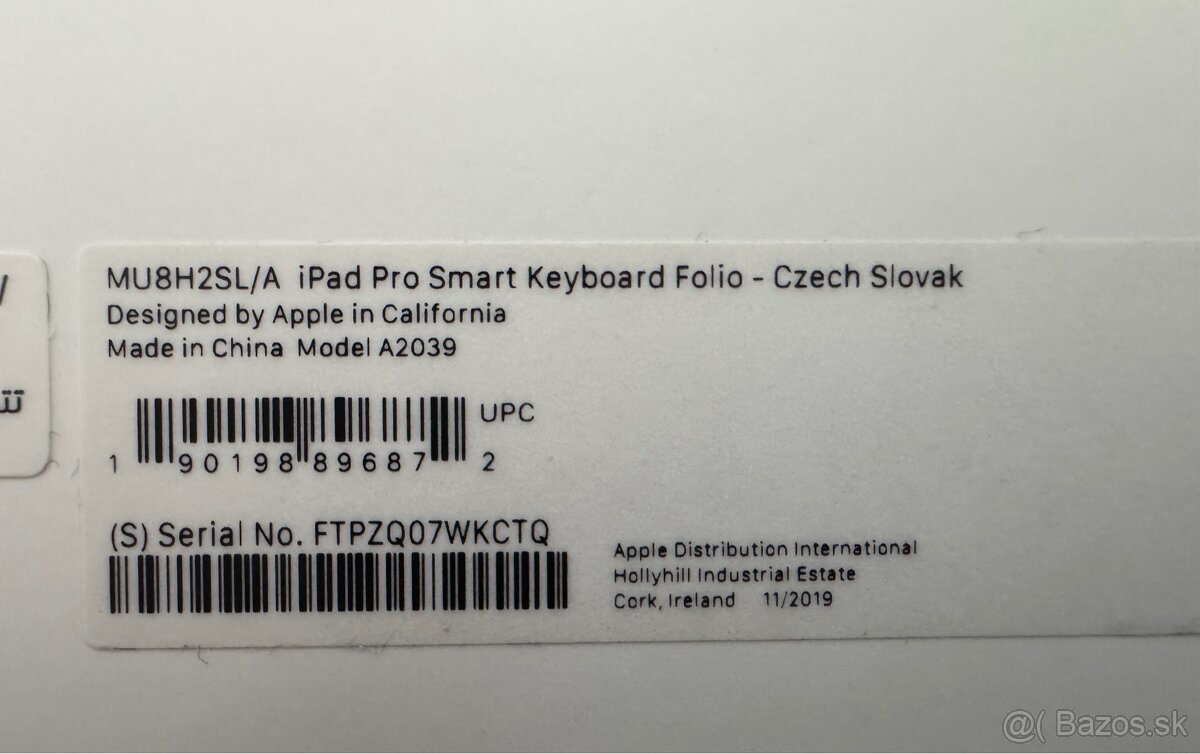 MU8H2SL/A iPad Pro Smart Keyboard Folio - Czech Slovak
Designed by Apple in California
Made in China Model A2039
UPC
1 90198 89687 2
(S) Serial No. FTPZQ07WKCTQ
Apple Distribution International
Hollyhill Industrial Estate
Cork, Ireland 11/2019
@( Bazos.sk